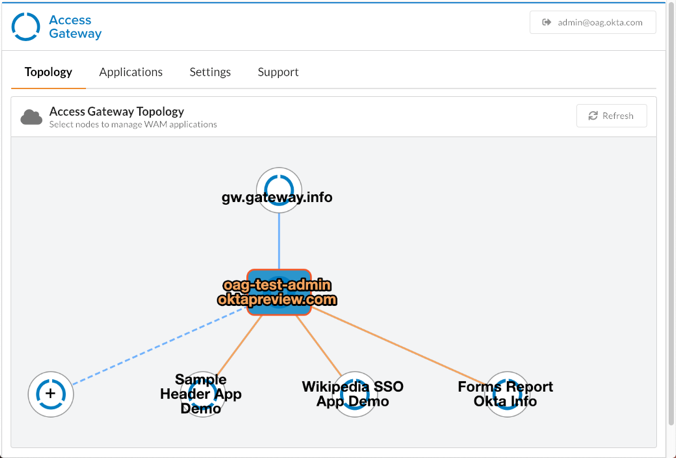 Access
Gateway
admin@oag.okta.com
Topology Applications Settings Support
Access Gateway Topology
Select nodes to manage WAM applications
Refresh
gw.gateway.info
oag-test-admin
oktapreview.com
+
Sample
Header App
Demo
Wikipedia SSO
App Demo
Forms Report
Okta Info